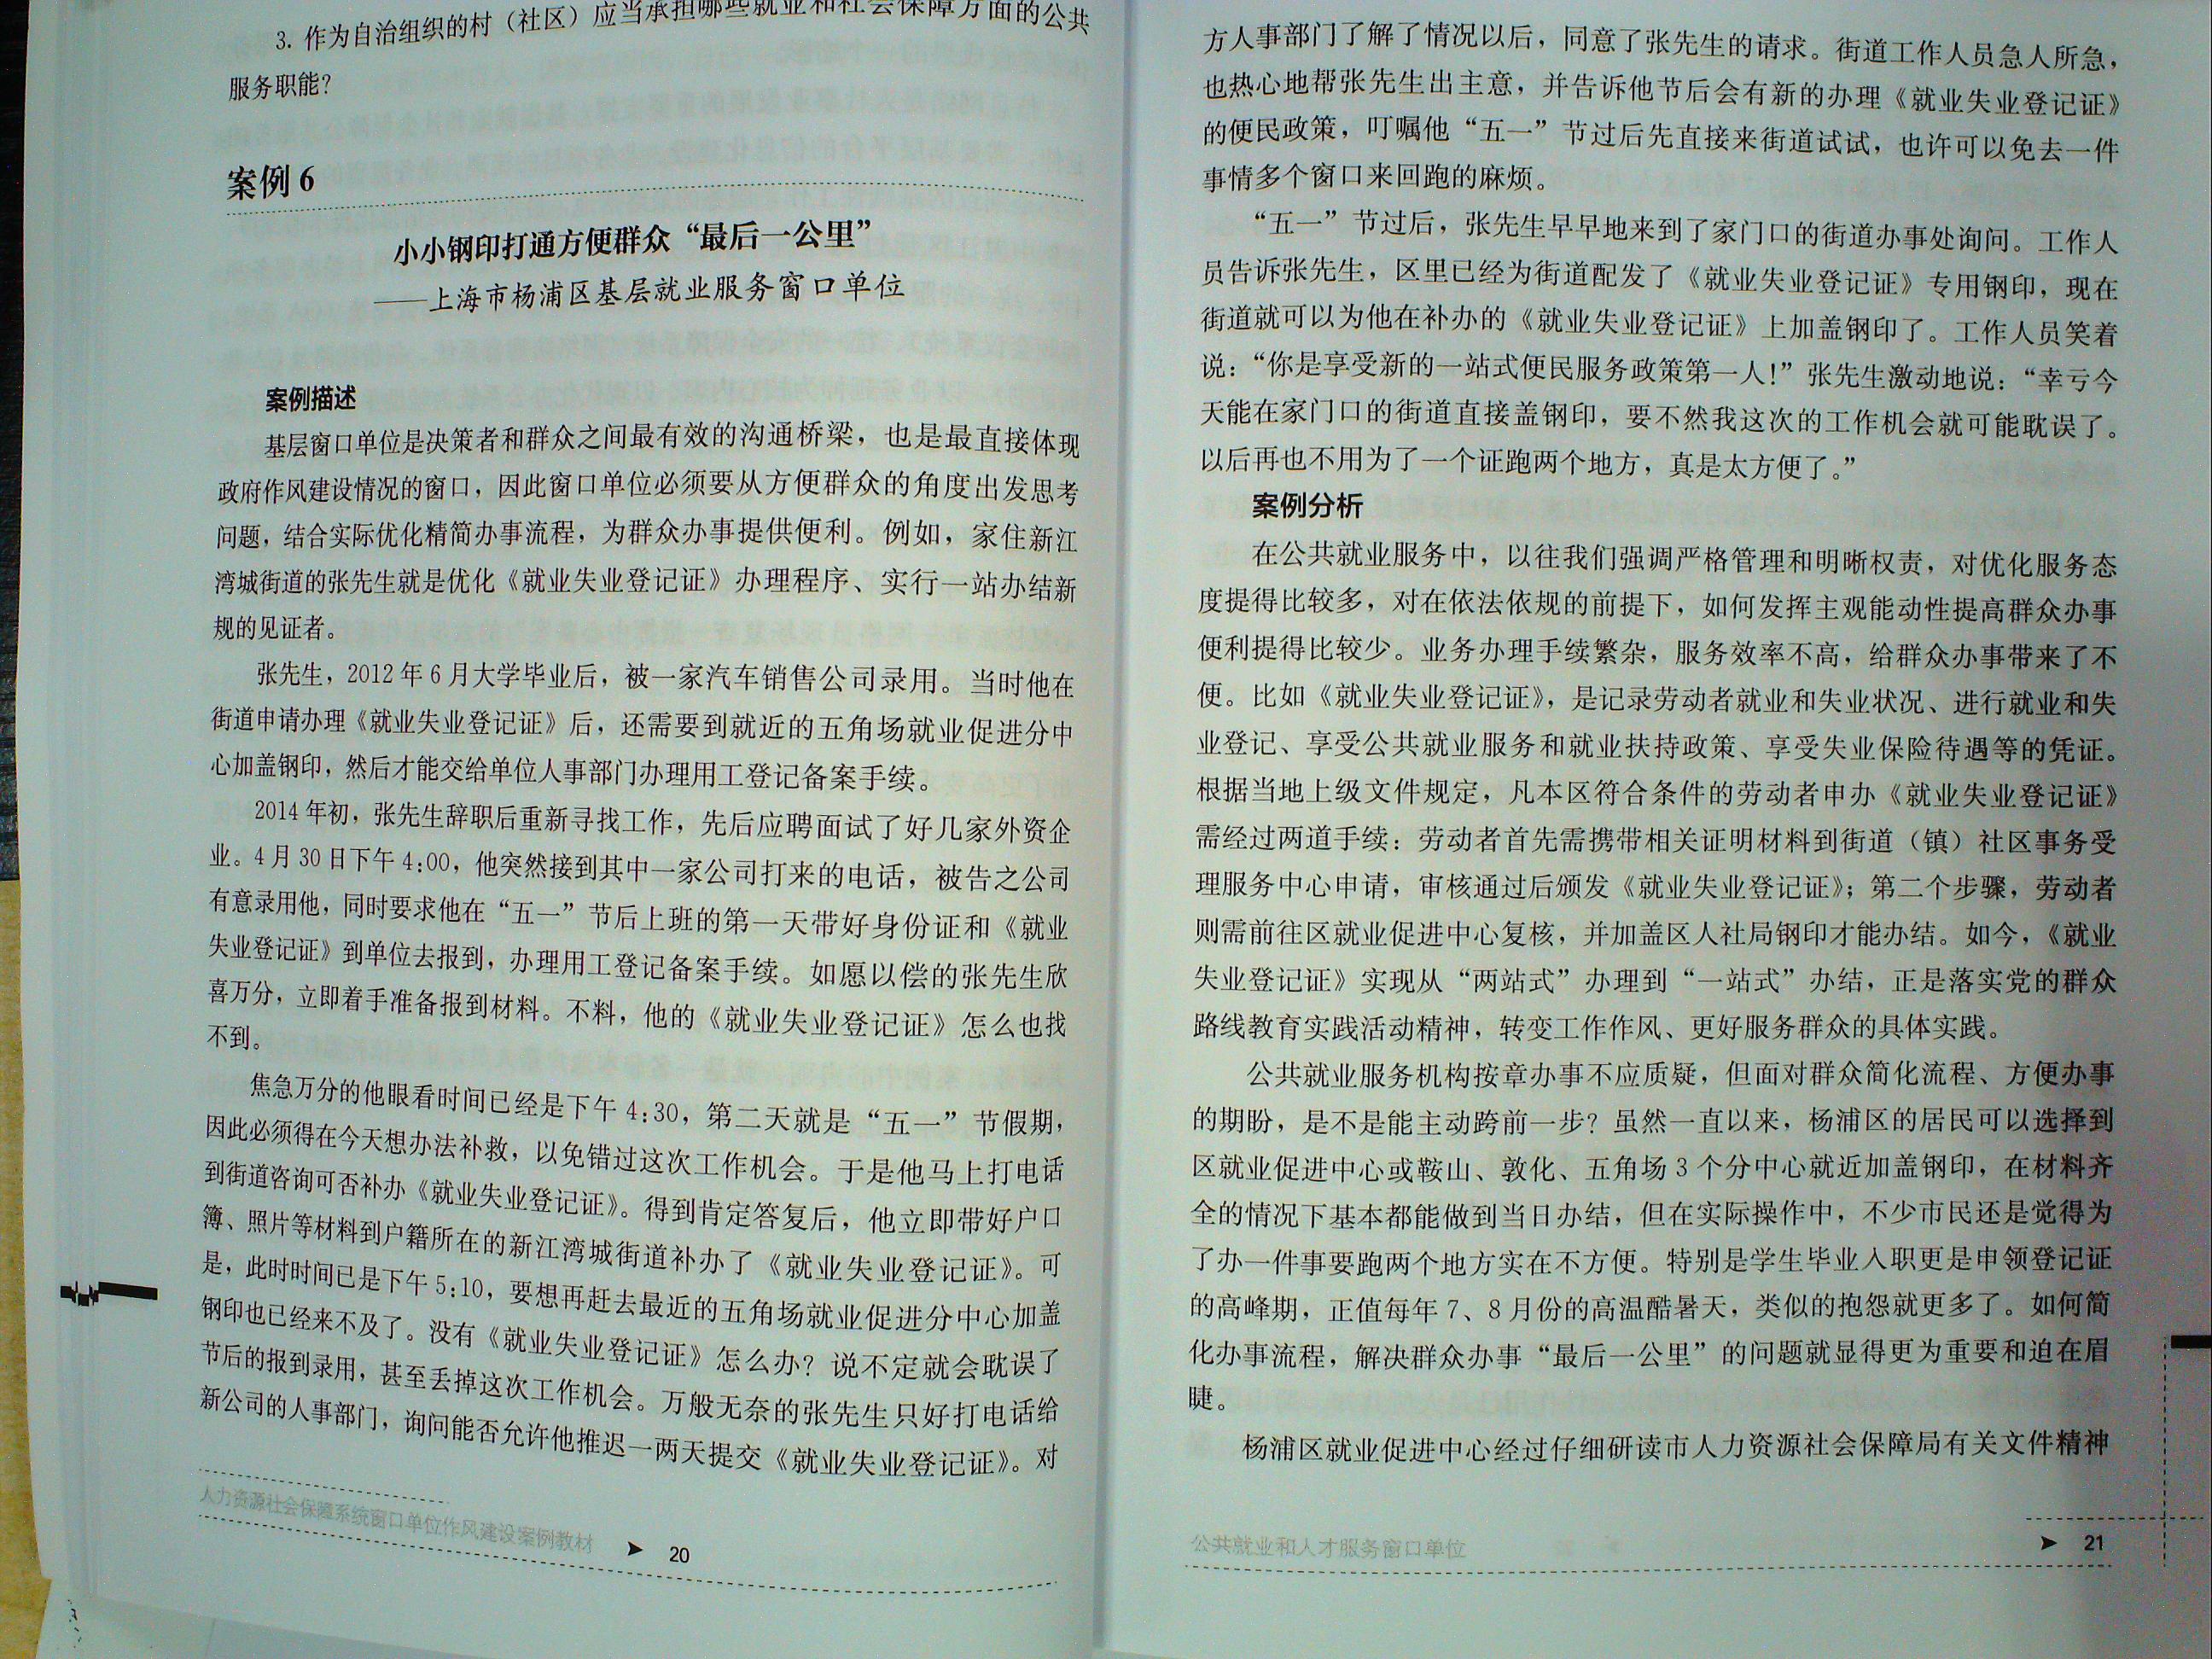 3. 作为自治组织的村（社区）应当承担哪些就业和社会保障方面的公共
服务职能？
案例 6
小小钢印打通方便群众“最后一公里”
——上海市杨浦区基层就业服务窗口单位
案例描述
基层窗口单位是决策者和群众之间最有效的沟通桥梁，也是最直接体现
政府作风建设情况的窗口，因此窗口单位必须要从方便群众的角度出发思考
问题，结合实际优化精简办事流程，为群众办事提供便利。例如，家住新江
湾城街道的张先生就是优化《就业失业登记证》办理程序、实行一站办结新
规的见证者。
张先生，2012 年 6 月大学毕业后，被一家汽车销售公司录用。当时他在
街道申请办理《就业失业登记证》后，还需要到就近的五角场就业促进分中
心加盖钢印，然后才能交给单位人事部门办理用工登记备案手续。
2014 年初，张先生辞职后重新寻找工作，先后应聘面试了好几家外资企
业。4 月 30 日下午 4:00，他突然接到其中一家公司打来的电话，被告之公司
有意录用他，同时要求他在“五一”节后上班的第一天带好身份证和《就业
失业登记证》到单位去报到，办理用工登记备案手续。如愿以偿的张先生欣
喜万分，立即着手准备报到材料。不料，他的《就业失业登记证》怎么也找
不到。
焦急万分的他眼看时间已经是下午 4:30，第二天就是“五一”节假期，
因此必须得在今天想办法补救，以免错过这次工作机会。于是他马上打电话
到街道咨询可否补办《就业失业登记证》。得到肯定答复后，他立即带好户口
簿、照片等材料到户籍所在的新江湾城街道补办了《就业失业登记证》。可
是，此时时间已是下午 5:10，要想再赶去最近的五角场就业促进分中心加盖
钢印也已经来不及了。没有《就业失业登记证》怎么办？说不定就会耽误了
节后的报到录用，甚至丢掉这次工作机会。万般无奈的张先生只好打电话给
新公司的人事部门，询问能否允许他推迟一两天提交《就业失业登记证》。对
人力资源社会保障系统窗口单位作风建设案例教材 ➤ 20
方人事部门了解了情况以后，同意了张先生的请求。街道工作人员急人所急，
也热心地帮张先生出主意，并告诉他节后会有新的办理《就业失业登记证》
的便民政策，叮嘱他“五一”节过后先直接来街道试试，也许可以免去一件
事情多个窗口来回跑的麻烦。
“五一”节过后，张先生早早地来到了家门口的街道办事处询问。工作人
员告诉张先生，区里已经为街道配发了《就业失业登记证》专用钢印，现在
街道就可以为他在补办的《就业失业登记证》上加盖钢印了。工作人员笑着
说：“你是享受新的一站式便民服务政策第一人！”张先生激动地说：“幸亏今
天能在家门口的街道直接盖钢印，要不然我这次的工作机会就可能耽误了。
以后再也不用为了一个证跑两个地方，真是太方便了。”
案例分析
在公共就业服务中，以往我们强调严格管理和明晰权责，对优化服务态
度提得比较多，对在依法依规的前提下，如何发挥主观能动性提高群众办事
便利提得比较少。业务办理手续繁杂，服务效率不高，给群众办事带来了不
便。比如《就业失业登记证》，是记录劳动者就业和失业状况、进行就业和失
业登记、享受公共就业服务和就业扶持政策、享受失业保险待遇等的凭证。
根据当地上级文件规定，凡本区符合条件的劳动者申办《就业失业登记证》
需经过两道手续：劳动者首先需携带相关证明材料到街道（镇）社区事务受
理服务中心申请，审核通过后颁发《就业失业登记证》；第二个步骤，劳动者
则需前往区就业促进中心复核，并加盖区人社局钢印才能办结。如今，《就业
失业登记证》实现从“两站式”办理到“一站式”办结，正是落实党的群众
路线教育实践活动精神，转变工作作风、更好服务群众的具体实践。
公共就业服务机构按章办事不应质疑，但面对群众简化流程、方便办事
的期盼，是不是能主动跨前一步？虽然一直以来，杨浦区的居民可以选择到
区就业促进中心或鞍山、敦化、五角场 3 个分中心就近加盖钢印，在材料齐
全的情况下基本都能做到当日办结，但在实际操作中，不少市民还是觉得为
了办一件事要跑两个地方实在不方便。特别是学生毕业入职更是申领登记证
的高峰期，正值每年 7、8 月份的高温酷暑天，类似的抱怨就更多了。如何简
化办事流程，解决群众办事“最后一公里”的问题就显得更为重要和迫在眉
睫。
杨浦区就业促进中心经过仔细研读市人力资源社会保障局有关文件精神
公共就业和人才服务窗口单位 ➤ 21